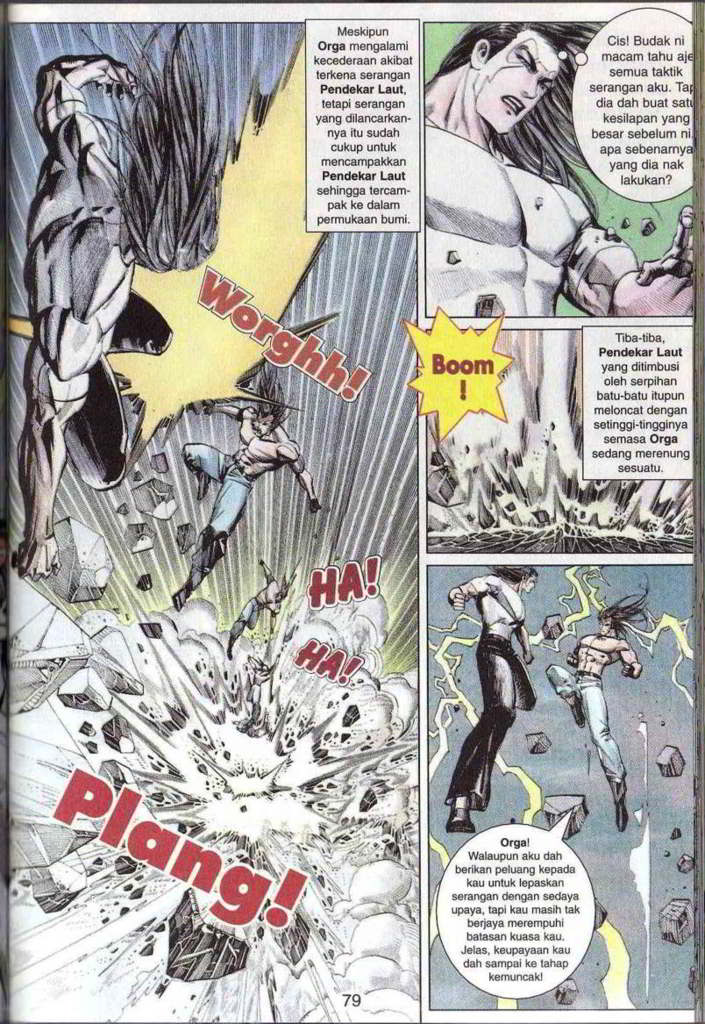 Meskipun
Orga mengalami
kecederaan akibat
terkena serangan
Pendekar Laut,
tetapi serangan
yang dilancarkan-
nya itu sudah
cukup untuk
mencampakkan
Pendekar Laut
sehingga tercam-
pak ke dalam
permukaan bumi.
Worghh!
HA!
HA!
Plang!
Cis! Budak ni
macam tahu aje
semua taktik
serangan aku. Tapi
dia dah buat satu
kesilapan yang
besar sebelum ni,
apa sebenarnya
yang dia nak
lakukan?
Boom
!
Tiba-tiba,
Pendekar Laut
yang ditimbusi
oleh serpihan
batu-batu itupun
meloncat dengan
setinggi-tingginya
semasa Orga
sedang merenung
sesuatu.
Orga!
Walaupun aku dah
berikan peluang kepada
kau untuk lepaskan
serangan dengan sedaya
upaya, tapi kau masih tak
berjaya merempuhi
batasan kuasa kau.
Jelas, keupayaan kau
dah sampai ke tahap
kemuncak!
79